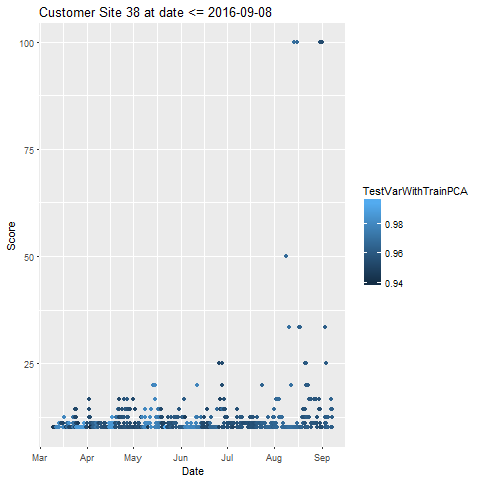 Customer Site 38 at date <= 2016-09-08
100
75
50
25
Score
Mar
Apr
May
Jun
Jul
Aug
Sep
Date
TestVarWithTrainPCA
0.98
0.96
0.94